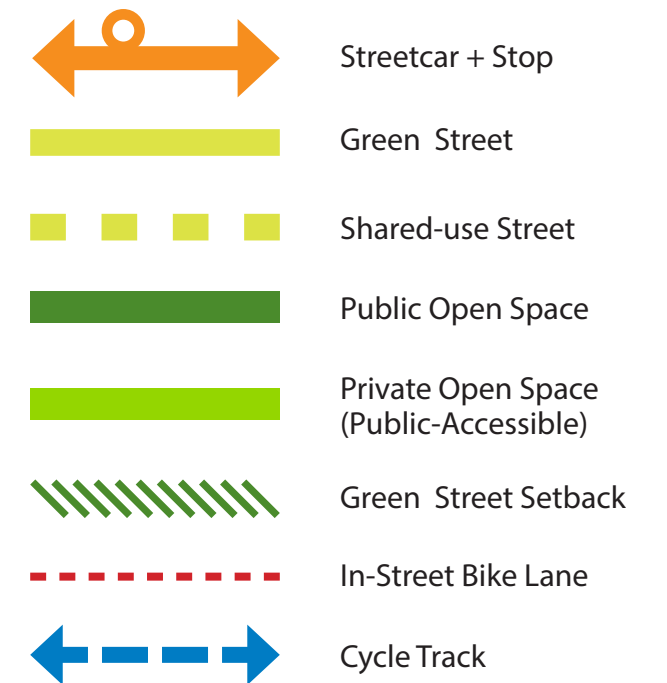 Streetcar + Stop
Green  Street
Shared-use Street
Public Open Space
Private Open Space
(Public-Accessible)
Green  Street Setback
In-Street Bike Lane
Cycle Track